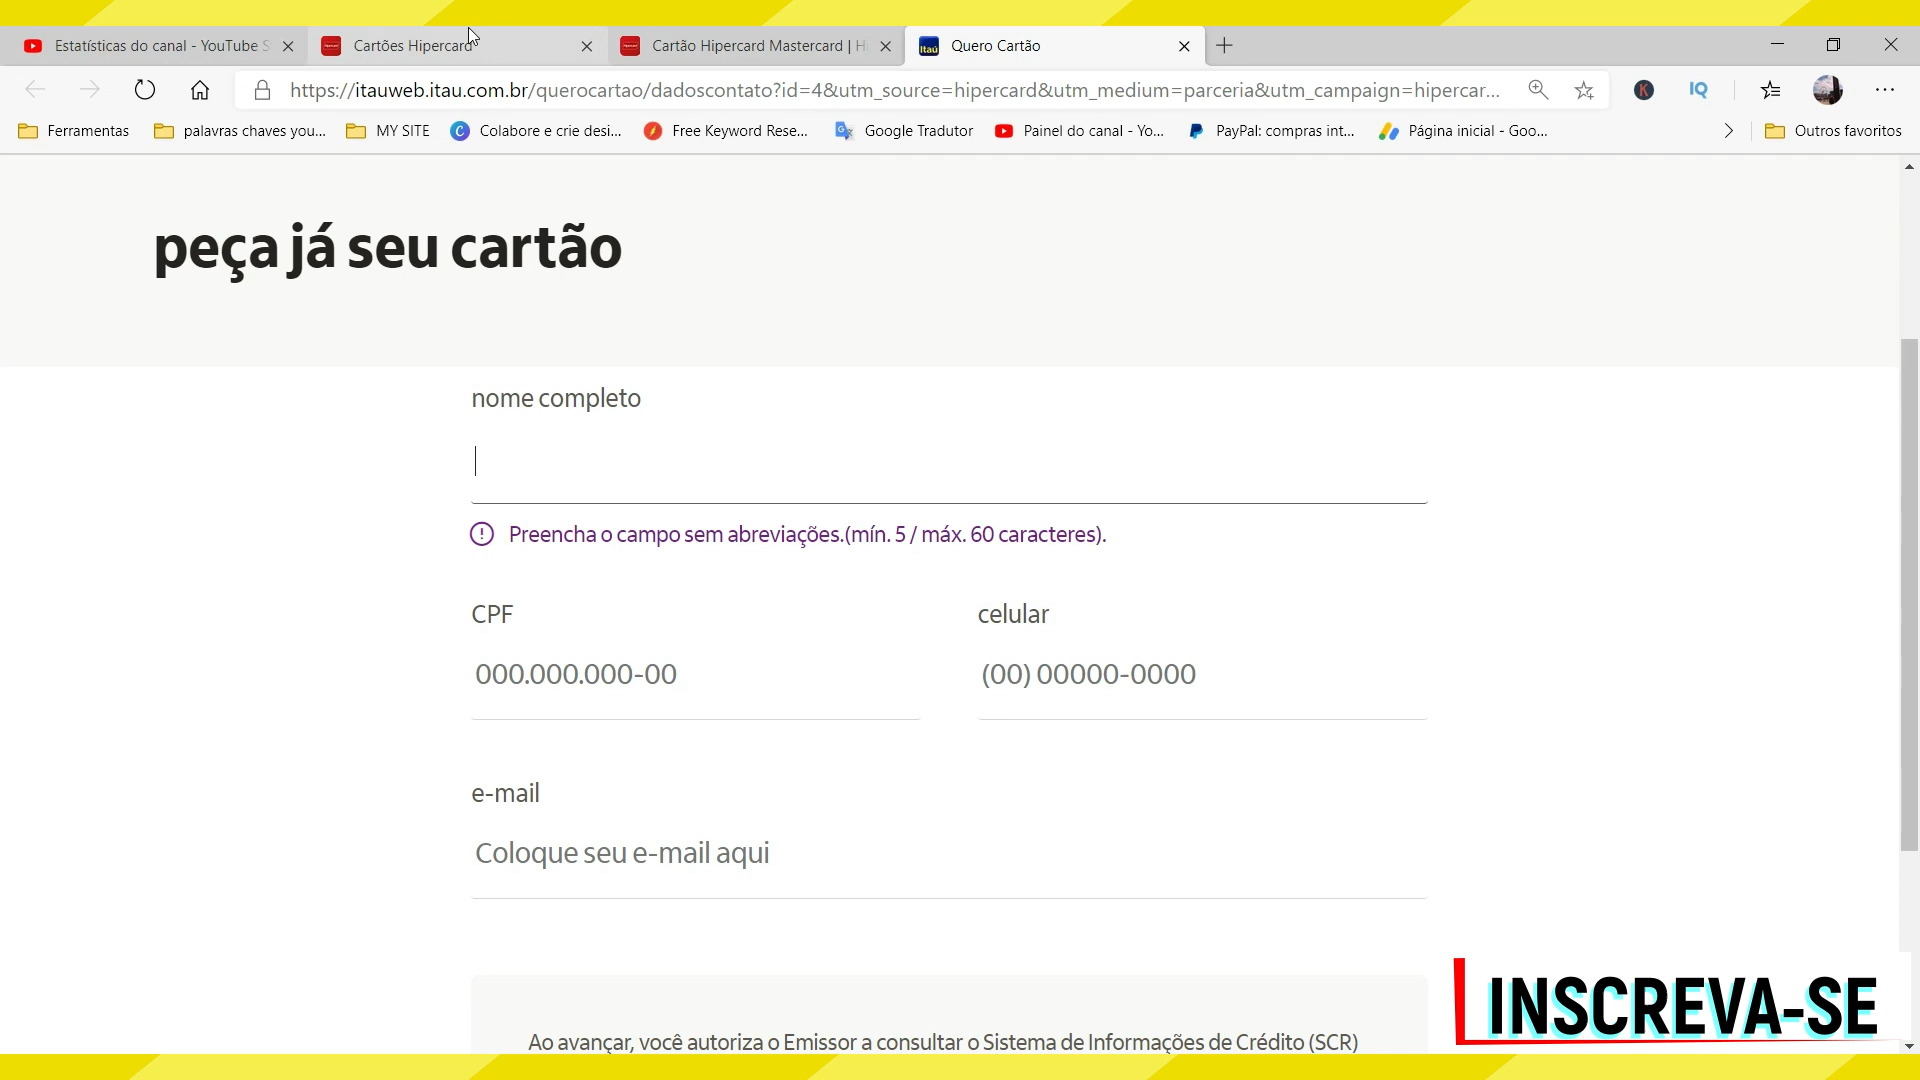 Estatísticas do canal - YouTube S
Cartões Hipercard
Cartão Hipercard Mastercard | H
Quero Cartão
https://itauweb.itau.com.br/querocartao/dadoscontato?id=4&utm_source=hipercard&utm_medium=parceria&utm_campaign=hipercar...
K
IQ
Ferramentas
palavras chaves you...
MY SITE
Colabore e crie desi...
Free Keyword Rese...
Google Tradutor
Painel do canal - Yo...
PayPal: compras int...
Página inicial - Goo...
Outros favoritos
peça já seu cartão
nome completo
Preencha o campo sem abreviações.(mín. 5 / máx. 60 caracteres).
CPF
celular
000.000.000-00
(00) 00000-0000
e-mail
Coloque seu e-mail aqui
Ao avançar, você autoriza o Emissor a consultar o Sistema de Informações de Crédito (SCR)
INSCREVA-SE